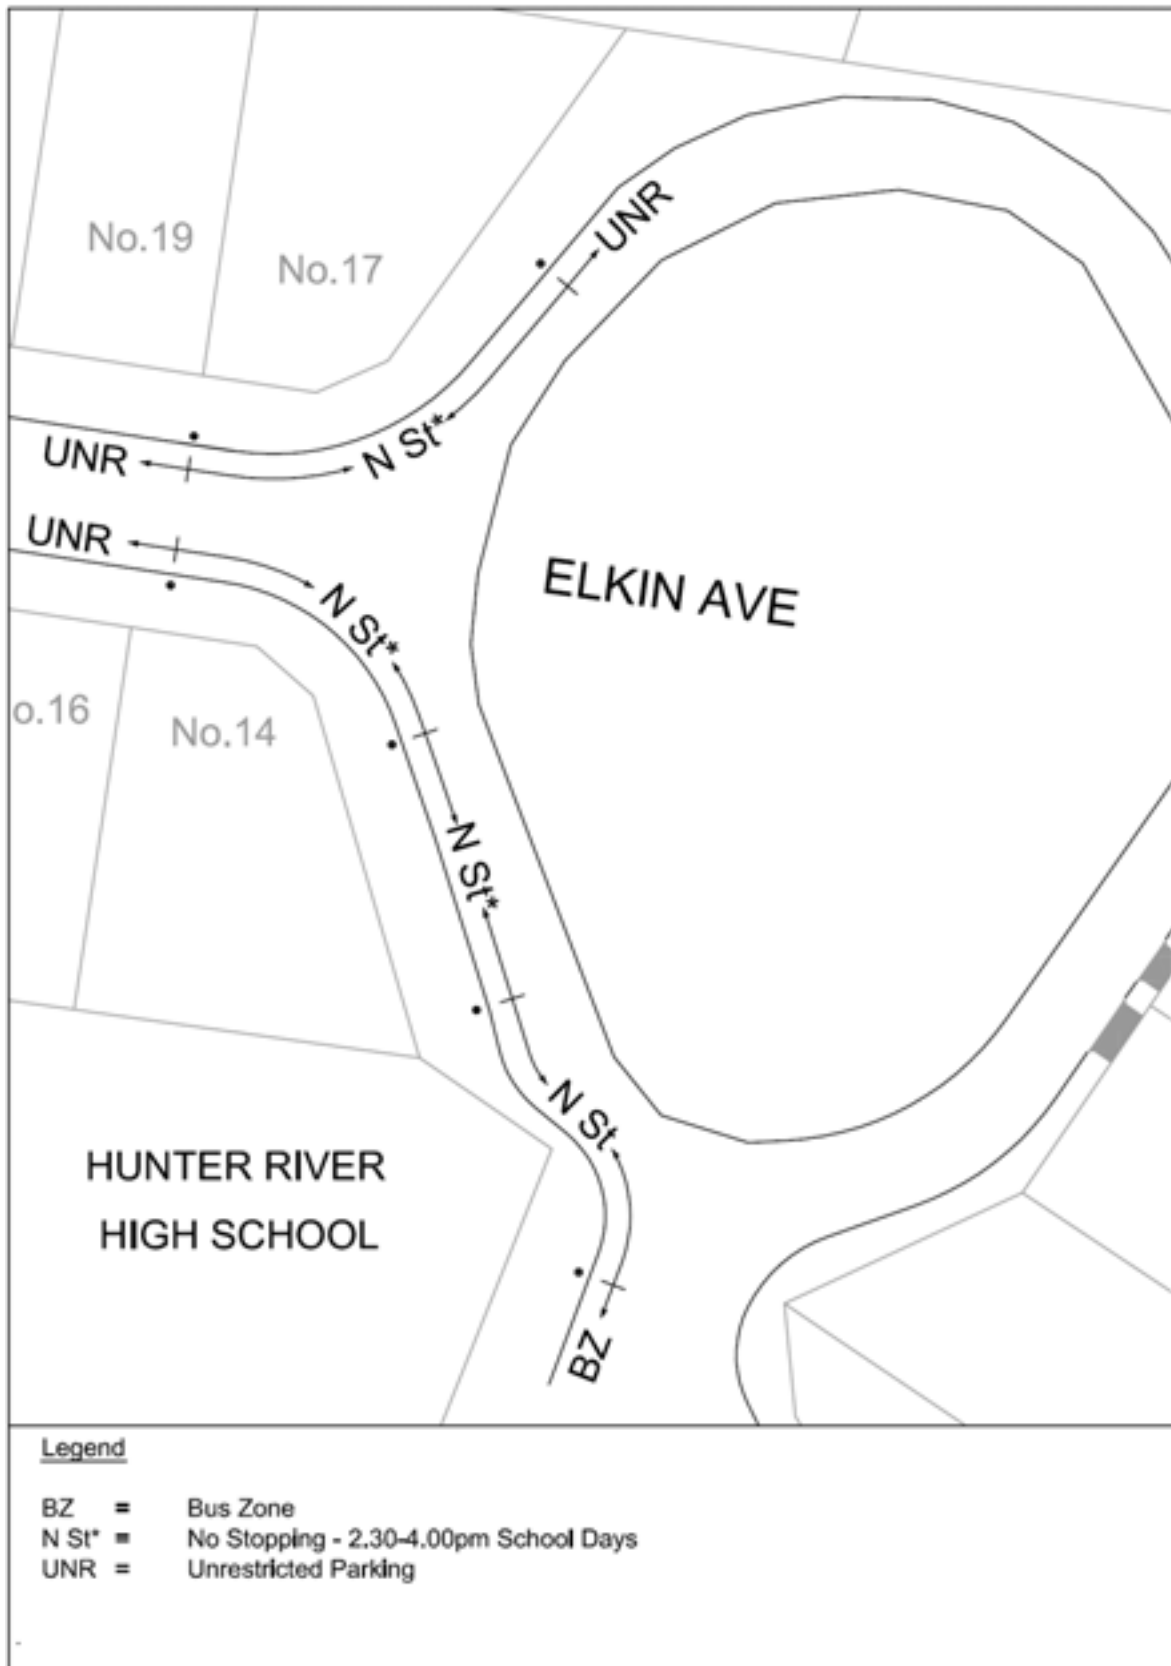 UNR
No.19
No.17
UNR
N St*
UNR
N St*
ELKIN AVE
o.16
No.14
N St*
N St
HUNTER RIVER
HIGH SCHOOL
BZ
Legend
BZ = Bus Zone
N St* = No Stopping - 2.30-4.00pm School Days
UNR = Unrestricted Parking